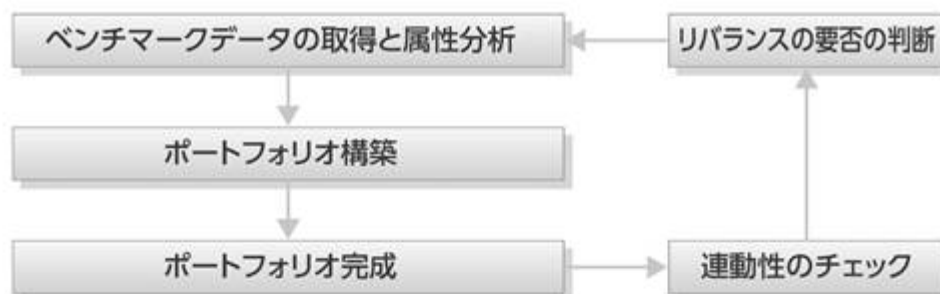 ベンチマークデータの取得と属性分析
リバランスの要否の判断
ポートフォリオ構築
ポートフォリオ完成
連動性のチェック